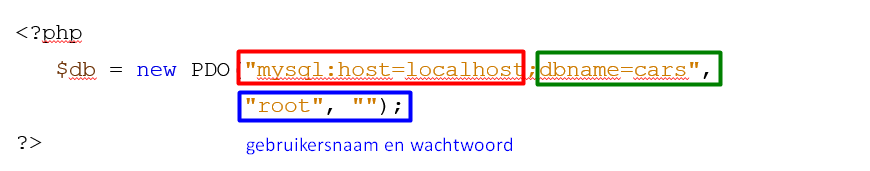 <?php
$db = new PDO("mysql:host=localhost;dbname=cars",
"root", "");
?>
gebruikersnaam en wachtwoord